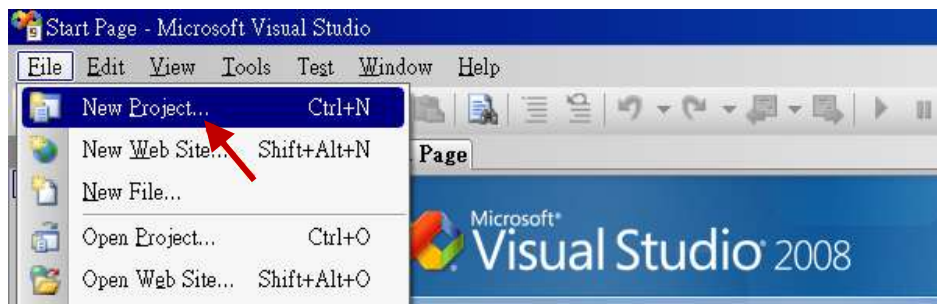 Start Page - Microsoft Visual Studio
File Edit View Tools Test Window Help
New Project... Ctrl+N
New Web Site... Shift+Alt+N
Page
New File...
Open Project... Ctrl+O
Open Web Site... Shift+Alt+O
Microsoft
Visual Studio 2008